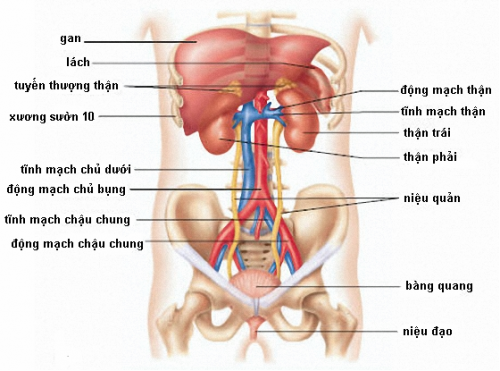 gan
lách
tuyến thượng thận
xương sườn 10
tĩnh mạch chủ dưới
động mạch chủ bụng
tĩnh mạch chậu chung
động mạch chậu chung
động mạch thận
tĩnh mạch thận
thận trái
thận phải
niệu quản
bàng quang
niệu đạo